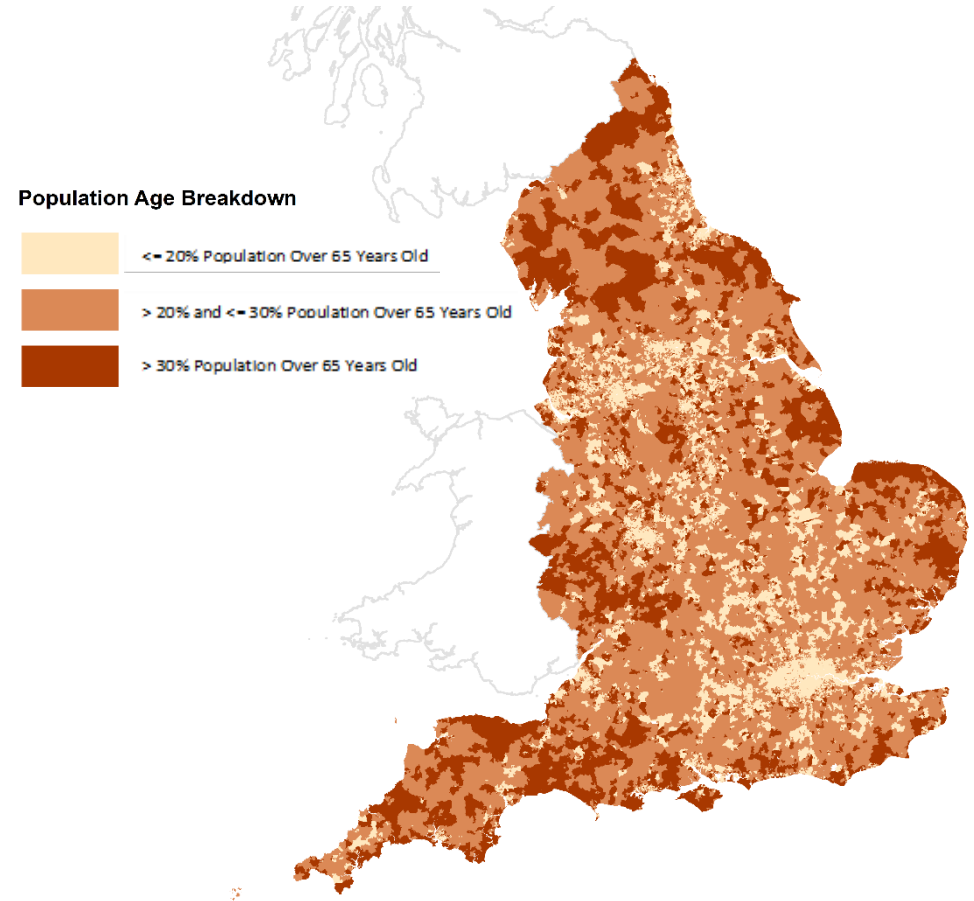 Population Age Breakdown
<= 20% Population Over 65 Years Old
> 20% and <= 30% Population Over 65 Years Old
> 30% Population Over 65 Years Old